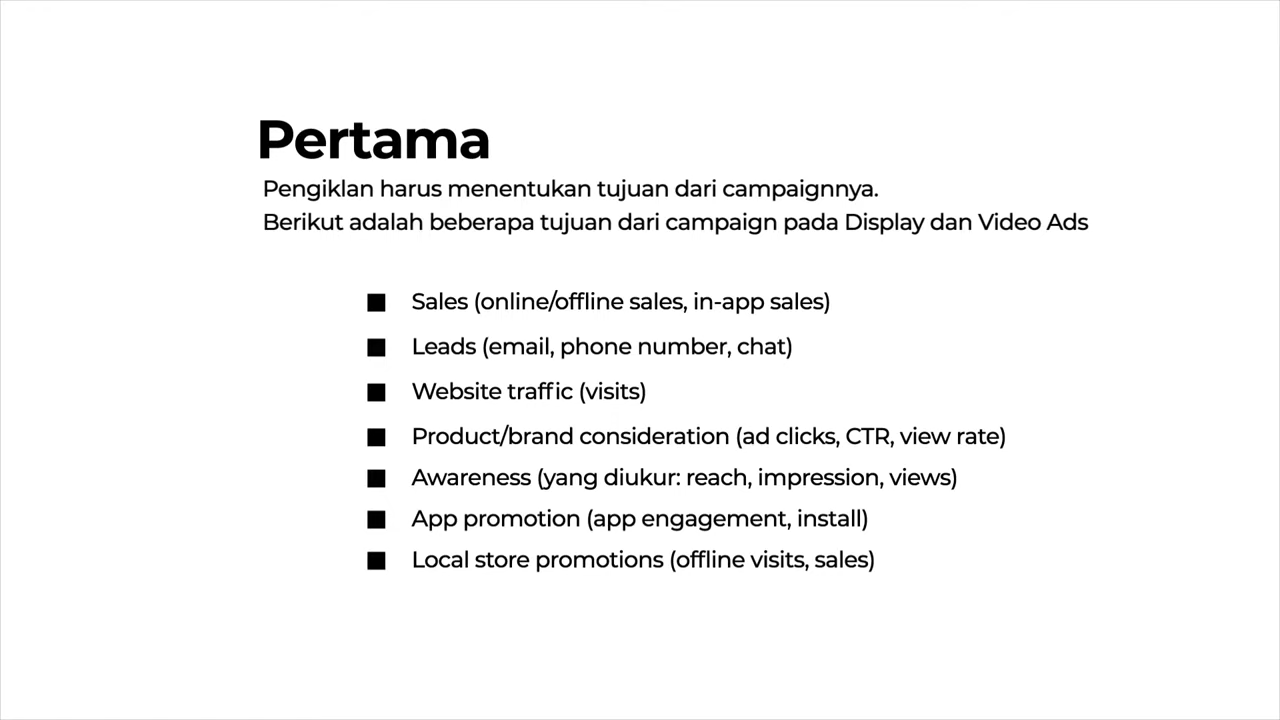 Pertama
Pengiklan harus menentukan tujuan dari campaignnya.
Berikut adalah beberapa tujuan dari campaign pada Display dan Video Ads
■ Sales (online/offline sales, in-app sales)
■ Leads (email, phone number, chat)
■ Website traffic (visits)
■ Product/brand consideration (ad clicks, CTR, view rate)
■ Awareness (yang diukur: reach, impression, views)
■ App promotion (app engagement, install)
■ Local store promotions (offline visits, sales)